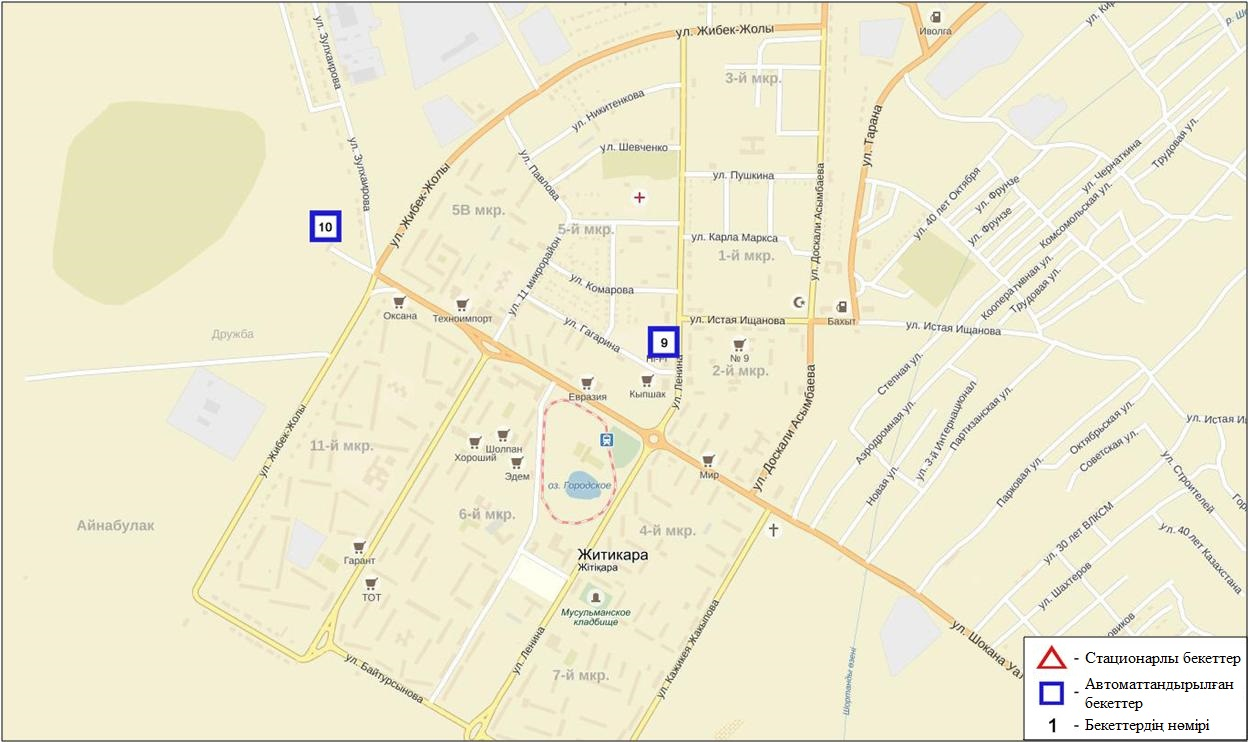 ул. Жибек-Жолы
Иволга
ул. Зулхаирова
3-й мкр.
ул. Никитенкова
ул. Тарана
ул. Зулхаирова
ул. Шевченко
ул. Чернаткина
Трудовая ул.
ул. Павлова
ул. Пушкина
ул. 40 лет Октября
ул. Фрунзе
Комсомольская ул.
ул. Жибек-Жолы
5В мкр.
5-й мкр.
ул. Карла Маркса
1-й мкр.
ул. Доскали Асымбаева
ул. Фрунзе
10
ул. 11 микрорайон
ул. Комарова
Кооперативная ул.
Трудовая ул.
Оксана
Техноимпорт
ул. Гагарина
ул. Истая Ищанова
Бахыт
ул. Истая Ищанова
Дружба
9
№ 9
2-й мкр.
ул. Ленина
Евразия
Кыпшак
Степная ул.
ул. Доскали Асымбаева
Аэродромная ул.
ул. 3-й Интернационал
Партизанская ул.
Октябрьская ул.
Советская ул.
ул. Жибек-Жолы
11-й мкр.
Хороший
Шолпан
Эдем
Мир
Новая ул.
Парковая ул.
ул. Строителей
оз. Городское
Айнабулак
6-й мкр.
4-й мкр.
ул. 30 лет ВЛКСМ
ул. 40 лет Казахстана
Житикара
Жітіқара
Гарант
ТОТ
ул. Шахтеров
Мусульманское
кладбище
ул. Ленина
ул. Кажикея Жакыпова
7-й мкр.
ул. Байтурсынова
Шортанды өзені
ул. Шокана Уал
- Стационарлы бекеттер
- Автоматтандырылған
бекеттер
1 - Бекеттердің нөмірі